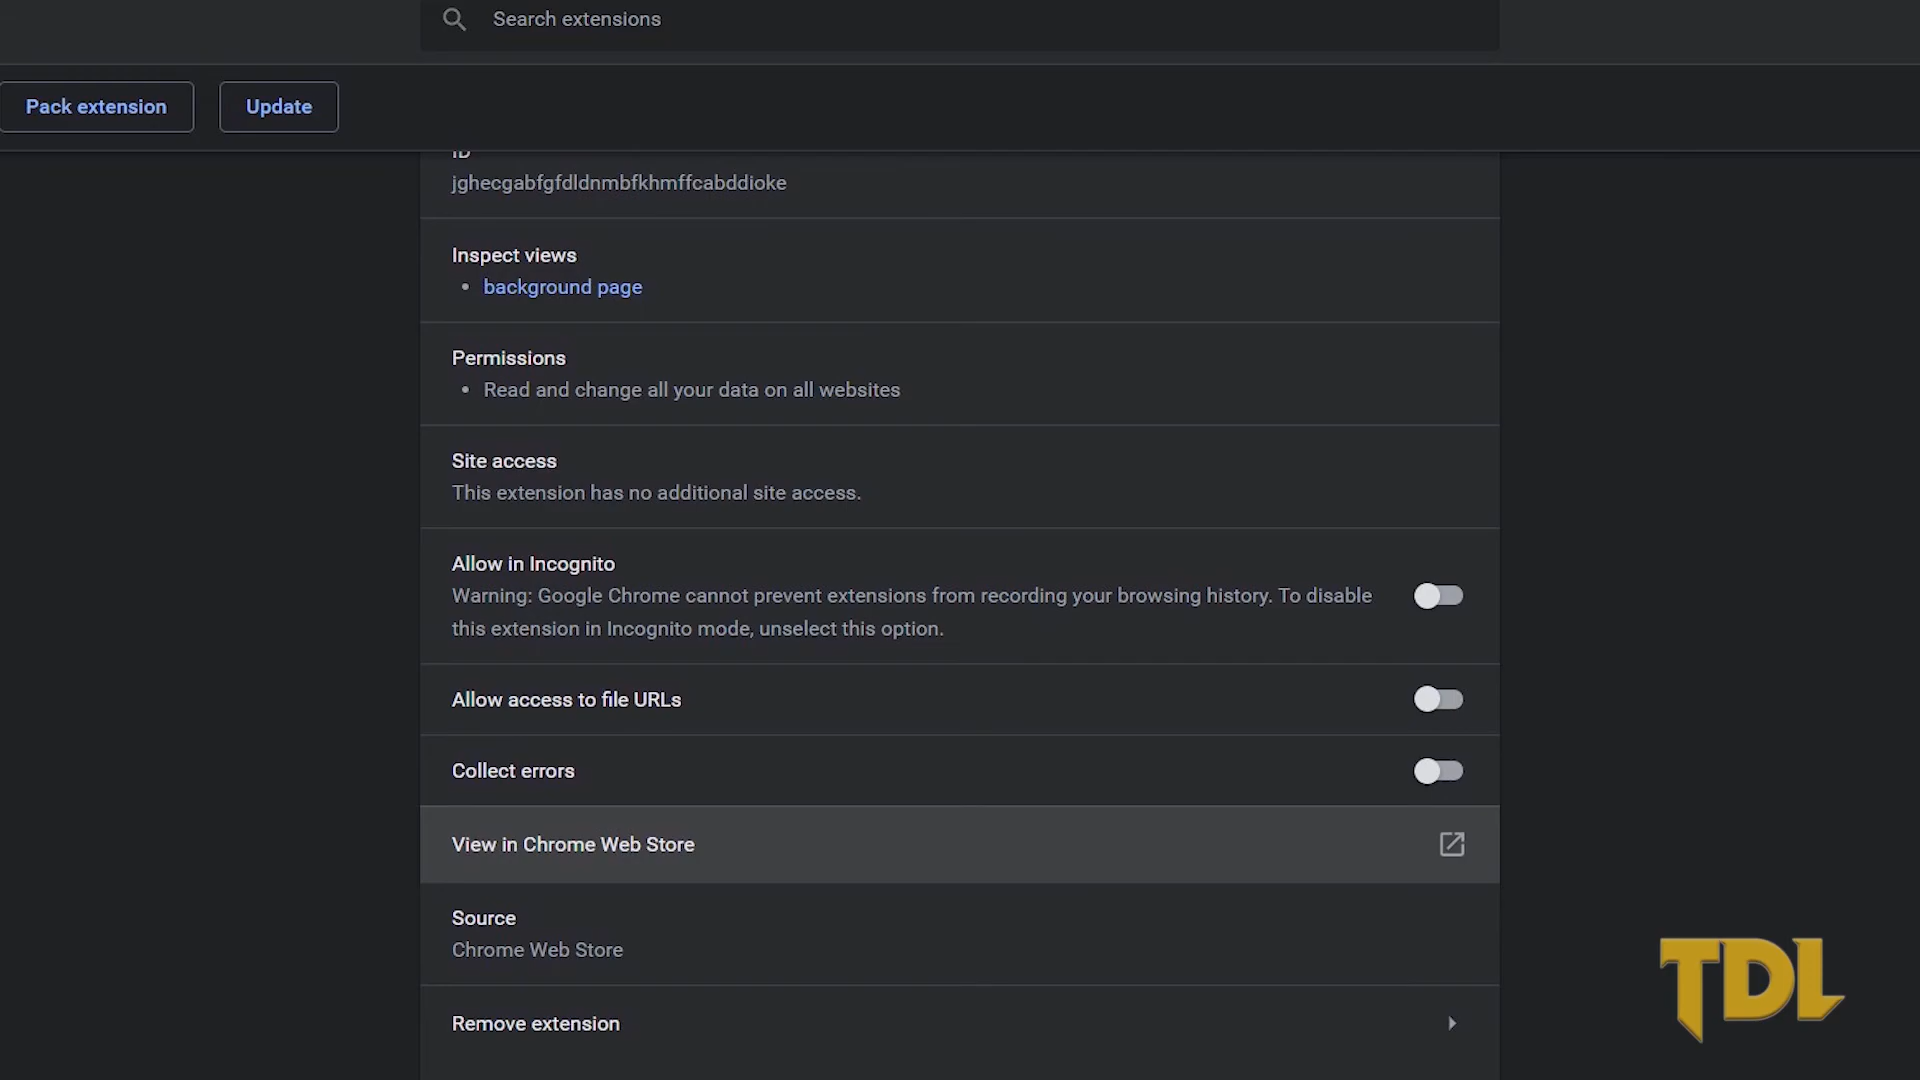 Search extensions
Pack extension
Update
ID
jghecgabfgfdldnmbfkhmffcabddioke
Inspect views
• background page
Permissions
• Read and change all your data on all websites
Site access
This extension has no additional site access.
Allow in Incognito
Warning: Google Chrome cannot prevent extensions from recording your browsing history. To disable
this extension in Incognito mode, unselect this option.
Allow access to file URLs
Collect errors
View in Chrome Web Store
Source
Chrome Web Store
Remove extension
TDL